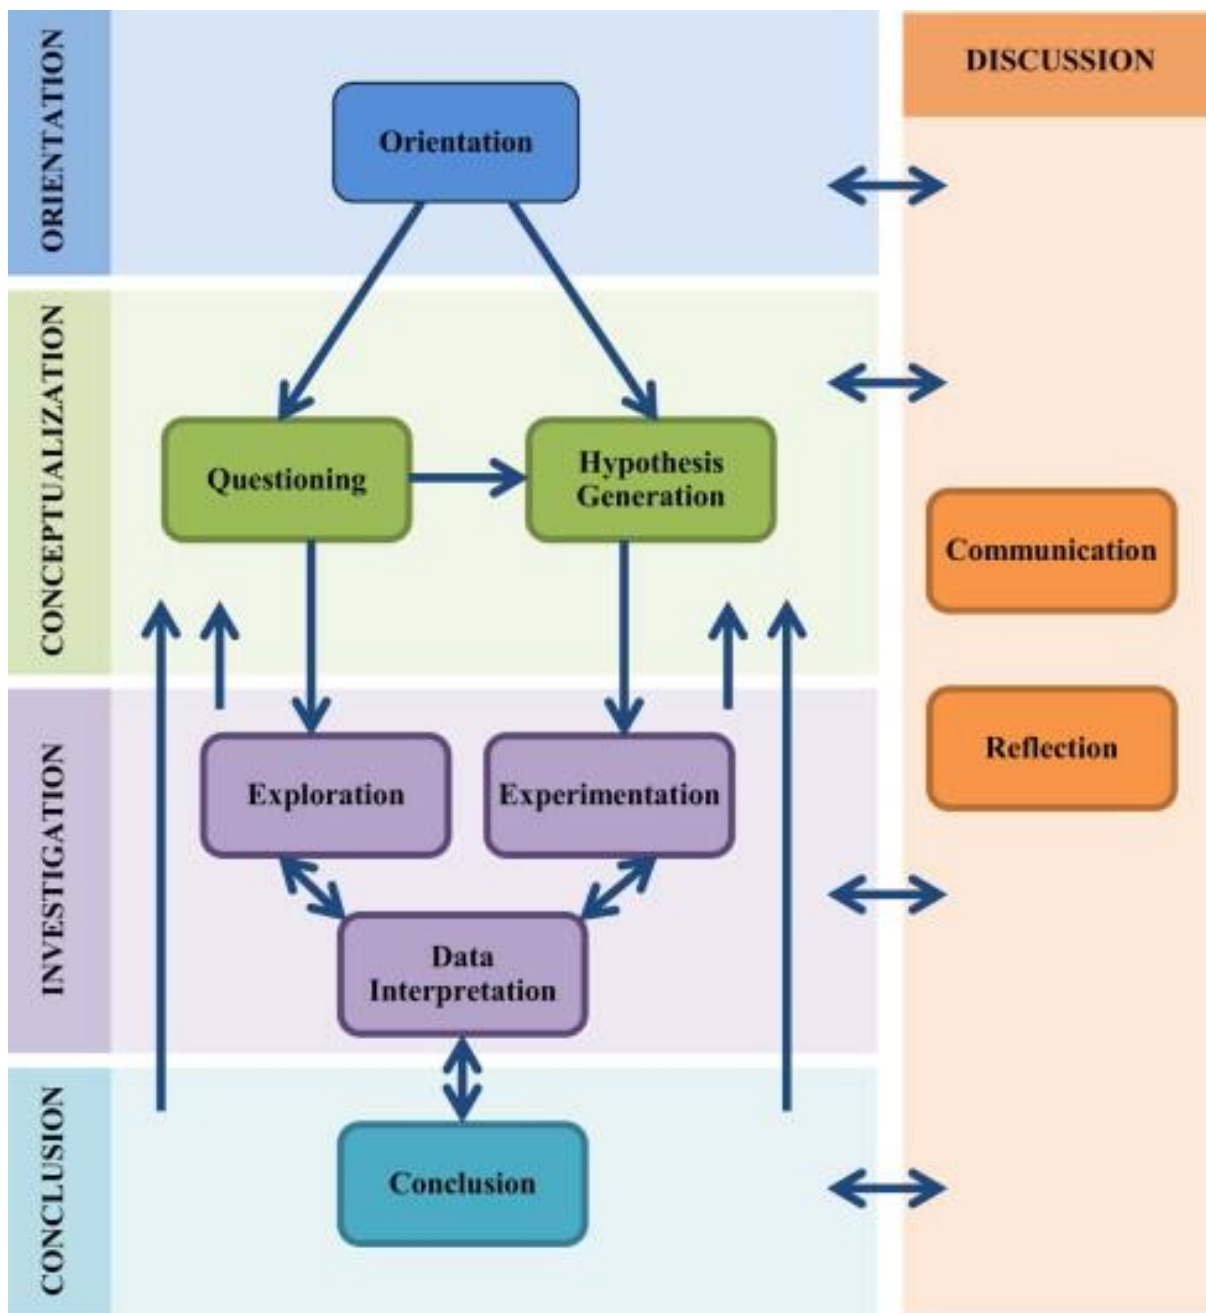 ORIENTATION
Orientation
CONCEPTUALIZATION
Questioning
Hypothesis
Generation
INVESTIGATION
Exploration
Experimentation
Data
Interpretation
CONCLUSION
Conclusion
DISCUSSION
Communication
Reflection